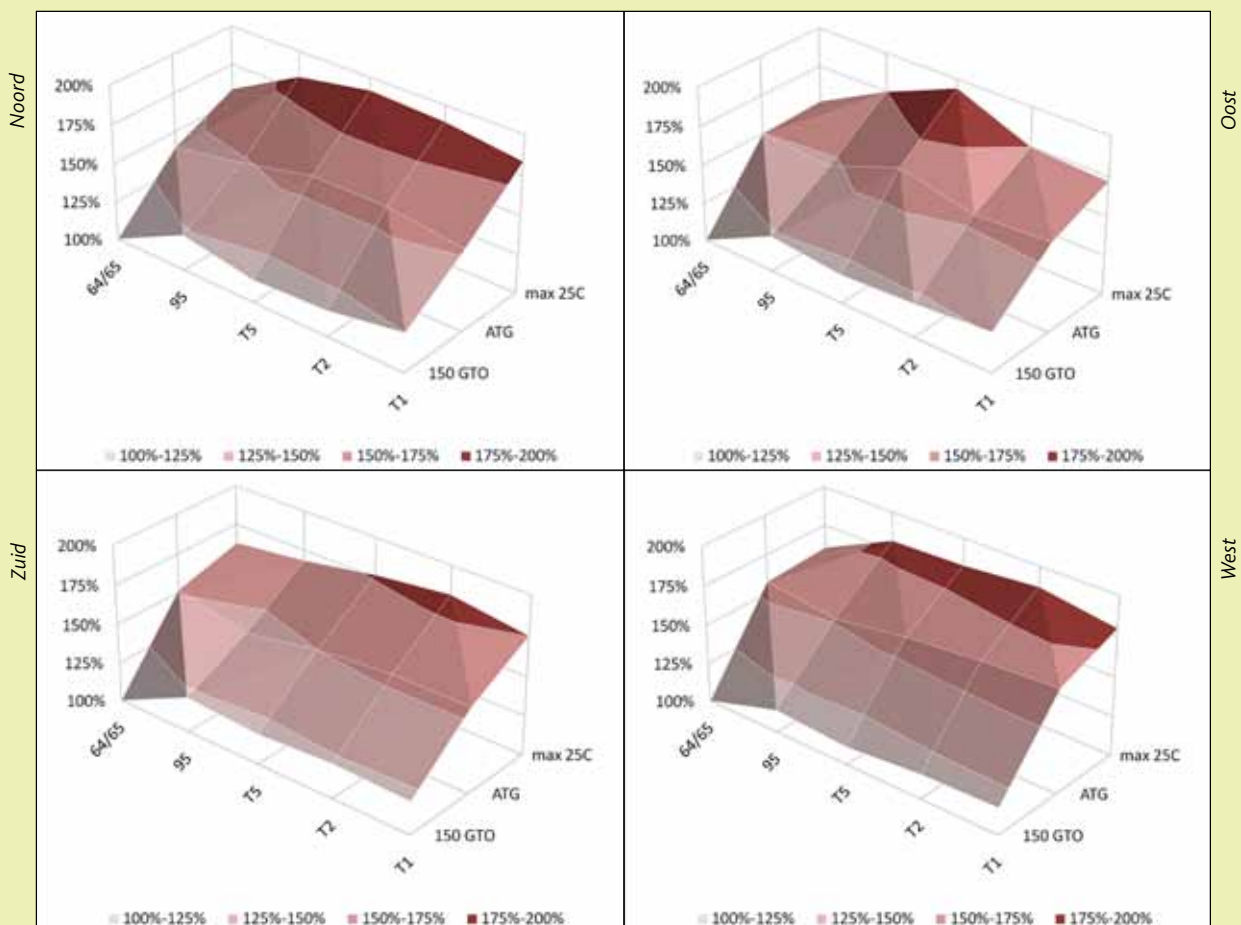 Noord
200%
175%
150%
125%
100%
64/65
95
T5
T2
T1
150 GTO
ATG
max 25C
100%-125% 125%-150% 150%-175% 175%-200%
Oost
200%
175%
150%
125%
100%
64/65
95
T5
T2
T1
150 GTO
ATG
max 25C
100%-125% 125%-150% 150%-175% 175%-200%
Zuid
200%
175%
150%
125%
100%
64/65
95
T5
T2
T1
150 GTO
ATG
max 25C
100%-125% 125%-150% 150%-175% 175%-200%
West
200%
175%
150%
125%
100%
64/65
95
T5
T2
T1
150 GTO
ATG
max 25C
100%-125% 125%-150% 150%-175% 175%-200%